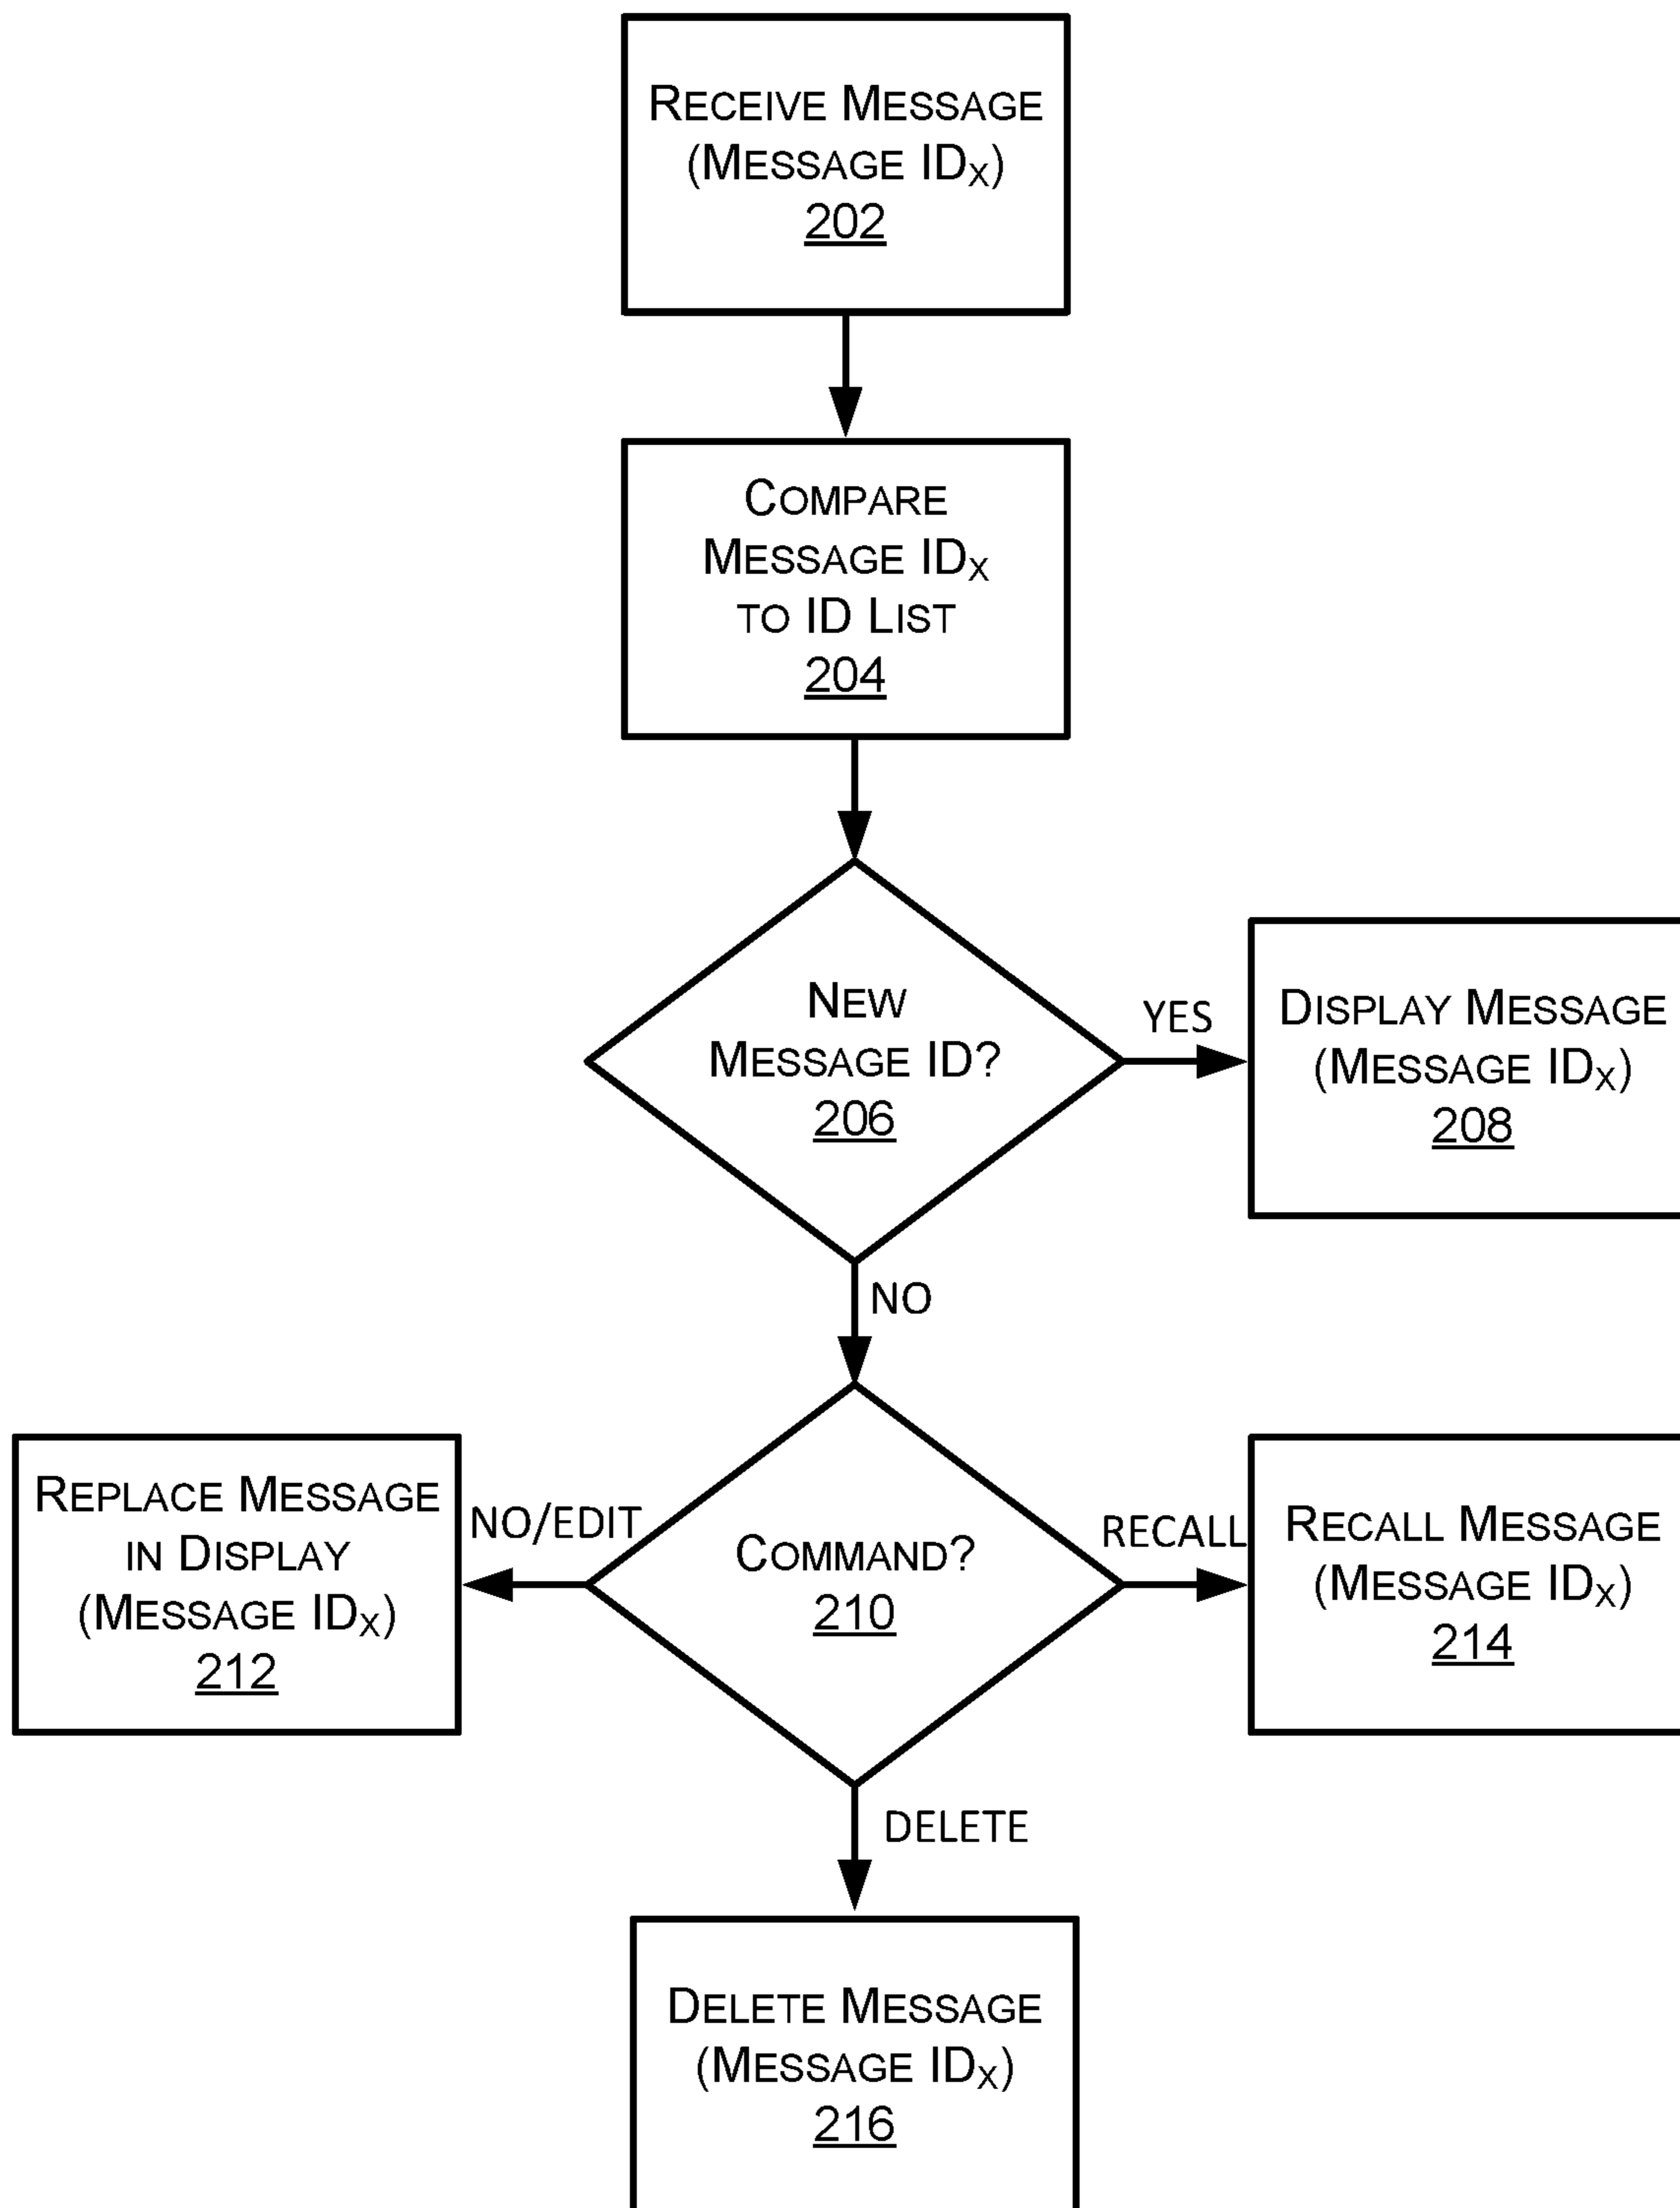 RECEIVE MESSAGE
(MESSAGE IDX)
202
COMPARE
MESSAGE IDX
TO ID LIST
204
NEW
MESSAGE ID?
206
YES
DISPLAY MESSAGE
(MESSAGE IDX)
208
NO
REPLACE MESSAGE
IN DISPLAY
(MESSAGE IDX)
212
NO/EDIT
COMMAND?
210
RECALL
RECALL MESSAGE
(MESSAGE IDX)
214
DELETE
DELETE MESSAGE
(MESSAGE IDX)
216